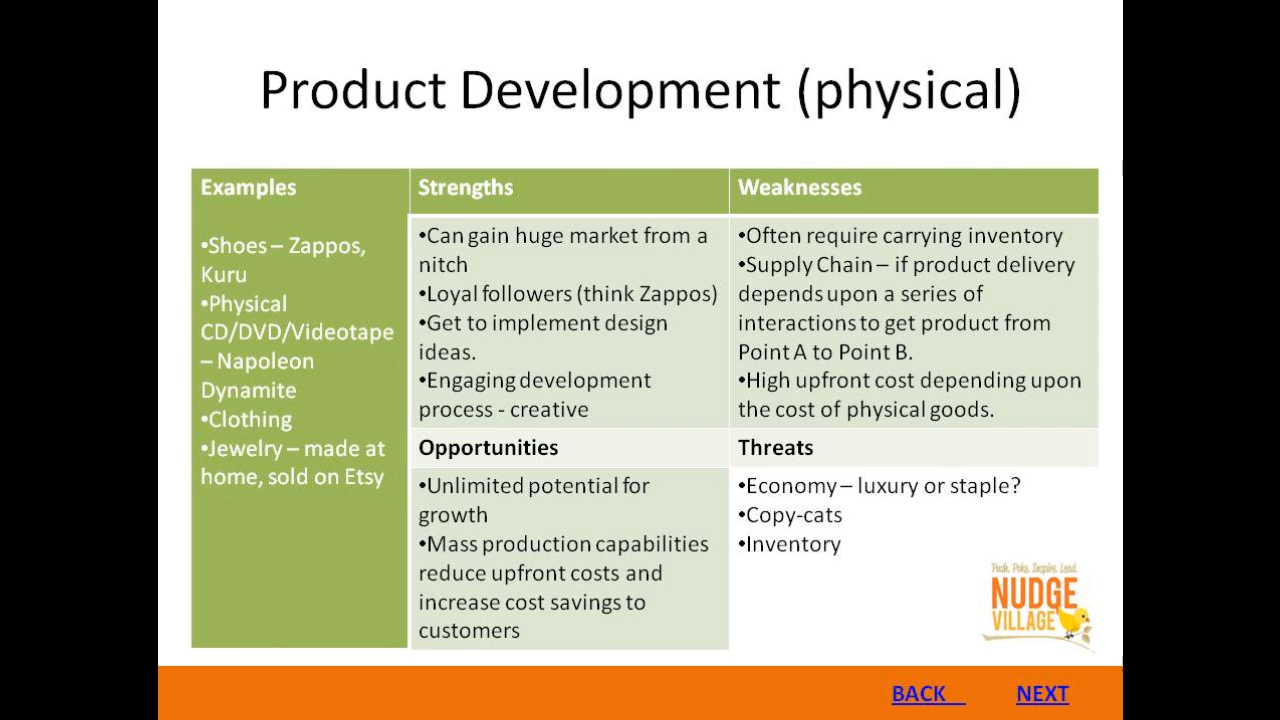 Product Development (physical)
Examples
•Shoes – Zappos,
Kuru
•Physical
CD/DVD/Videotape
– Napoleon
Dynamite
•Clothing
•Jewelry – made at
home, sold on Etsy
Strengths
•Can gain huge market from a
nitch
•Loyal followers (think Zappos)
•Get to implement design
ideas.
•Engaging development
process - creative
Weaknesses
•Often require carrying inventory
•Supply Chain – if product delivery
depends upon a series of
interactions to get product from
Point A to Point B.
•High upfront cost depending upon
the cost of physical goods.
Opportunities
•Unlimited potential for
growth
•Mass production capabilities
reduce upfront costs and
increase cost savings to
customers
Threats
•Economy – luxury or staple?
•Copy-cats
•Inventory
Push, Poke, Inspire, Lead.
NUDGE
VILLAGE
BACK NEXT